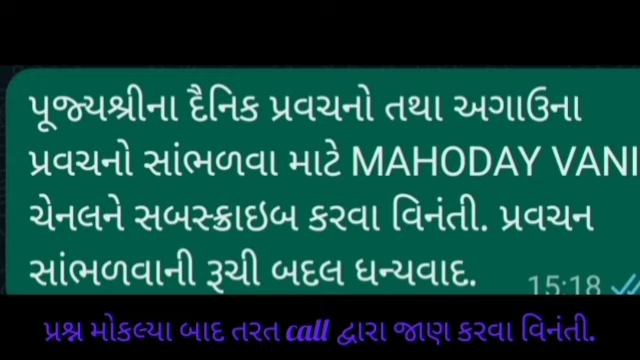 પૂજ્યશ્રીના દૈનિક પ્રવચનો તથા અગાઉના
પ્રવચનો સાંભળવા માટે MAHODAY VANI
ચેનલને સબસ્ક્રાઇબ કરવા વિનંતી. પ્રવચન
સાંભળવાની રૂચી બદલ ધન્યવાદ.
15:18
પ્રશ્ન મોકલ્યા બાદ તરત call દ્વારા જાણ કરવા વિનંતી.